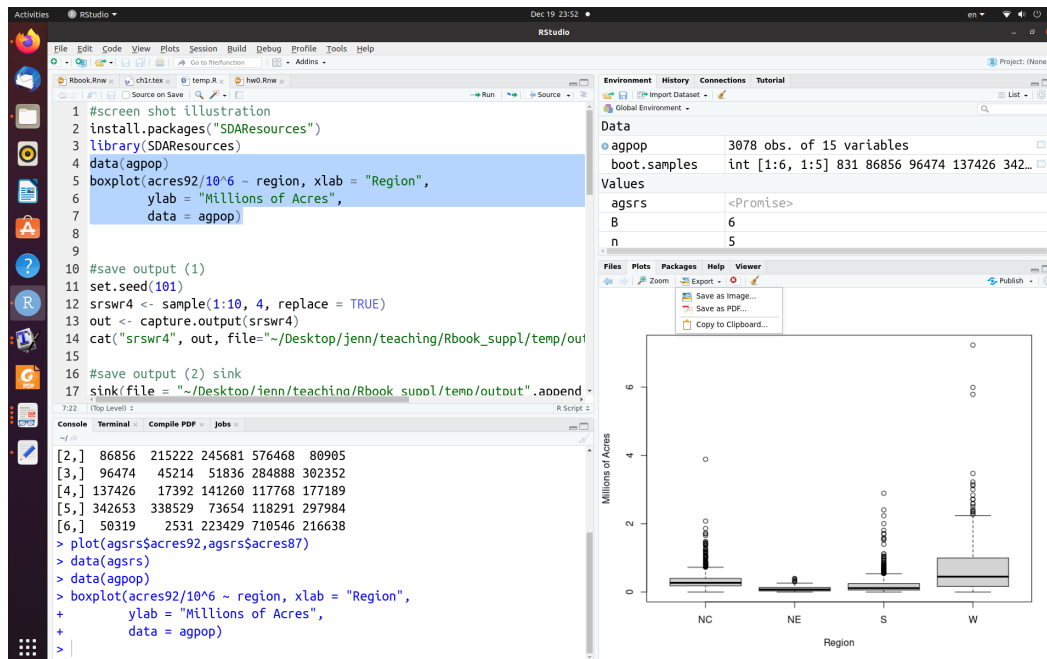 Activities RStudio Dec 19 23:52 en
RStudio
File Edit Code View Plots Session Build Debug Profile Tools Help
Go to file/function Addins Project: (None
Rbook.Rnw ch1r.tex temp.R hw0.Rnw
Source on Save Run Source
1 #screen shot illustration
2 install.packages("SDAResources")
3 library(SDAResources)
4 data(agpop)
5 boxplot(acres92/10^6 ~ region, xlab = "Region",
6 ylab = "Millions of Acres",
7 data = agpop)
8
9
10 #save output (1)
11 set.seed(101)
12 srswr4 <- sample(1:10, 4, replace = TRUE)
13 out <- capture.output(srswr4)
14 cat("srswr4", out, file="~/Desktop/jenn/teaching/Rbook_suppl/temp/out
15
16 #save output (2) sink
17 sink(file = "~/Desktop/jenn/teaching/Rbook_suppl/temp/output",append
7:22 (Top Level) R Script
Console Terminal Compile PDF Jobs
~/
[2,] 86856 215222 245681 576468 80905
[3,] 96474 45214 51836 284888 302352
[4,] 137426 17392 141260 117768 177189
[5,] 342653 338529 73654 118291 297984
[6,] 50319 2531 223429 710546 216638
> plot(agsrs$acres92,agsrs$acres87)
> data(agsrs)
> data(agpop)
> boxplot(acres92/10^6 ~ region, xlab = "Region",
+ ylab = "Millions of Acres",
+ data = agpop)
>
Environment History Connections Tutorial
Import Dataset List
Global Environment
Data
agpop 3078 obs. of 15 variables
boot.samples int [1:6, 1:5] 831 86856 96474 137426 342…
Values
agsrs <Promise>
B 6
n 5
Files Plots Packages Help Viewer
Zoom Export Publish
Save as Image...
Save as PDF...
Copy to Clipboard...
6
4
2
0
Millions of Acres
NC NE S W
Region